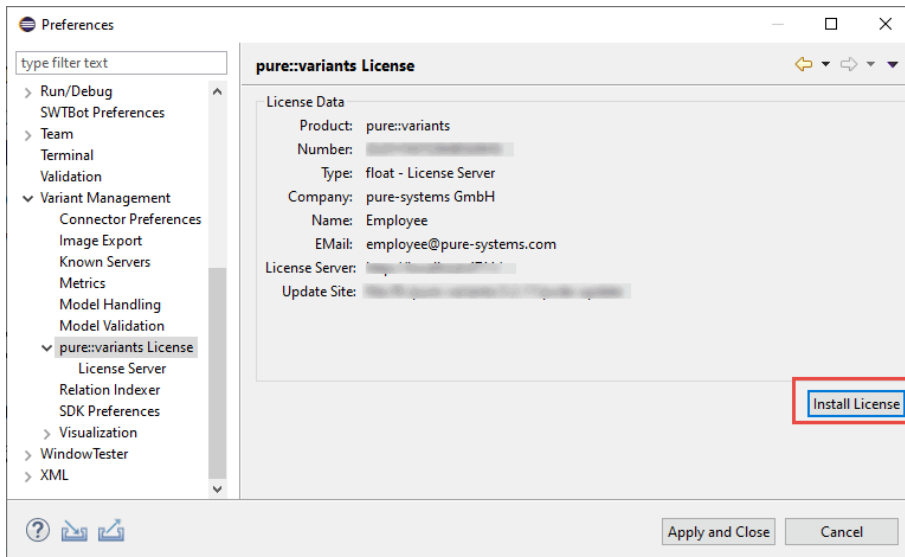 Preferences
type filter text
Run/Debug
SWTBot Preferences
Team
Terminal
Validation
Variant Management
Connector Preferences
Image Export
Known Servers
Metrics
Model Handling
Model Validation
pure::variants License
License Server
Relation Indexer
SDK Preferences
Visualization
WindowTester
XML
pure::variants License
License Data
Product: pure::variants
Number:
Type: float - License Server
Company: pure-systems GmbH
Name: Employee
EMail: employee@pure-systems.com
License Server:
Update Site:
Install License
Apply and Close
Cancel